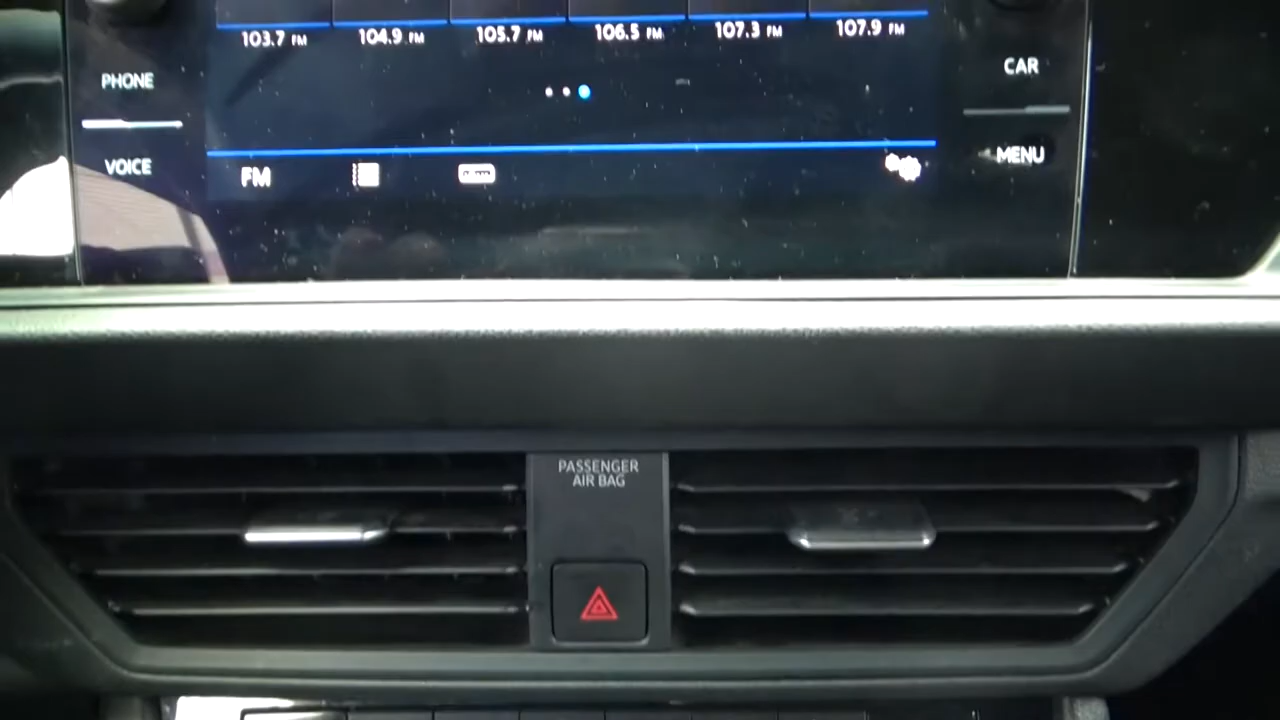 103.7 FM 104.9 FM 105.7 FM 106.5 FM 107.3 FM 107.9 FM
PHONE
CAR
VOICE
MENU
FM
PASSENGER
AIR BAG